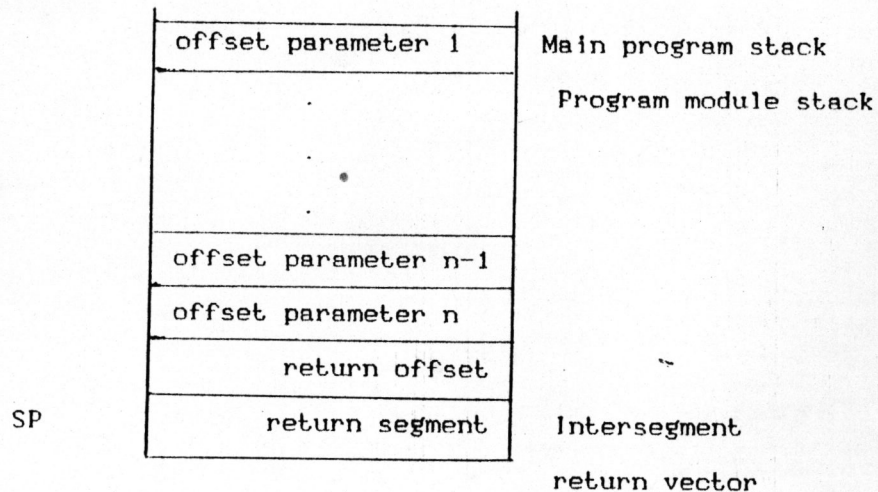 offset parameter 1 Main program stack
Program module stack
.
.
.
offset parameter n-1
offset parameter n
return offset
SP return segment Intersegment
return vector